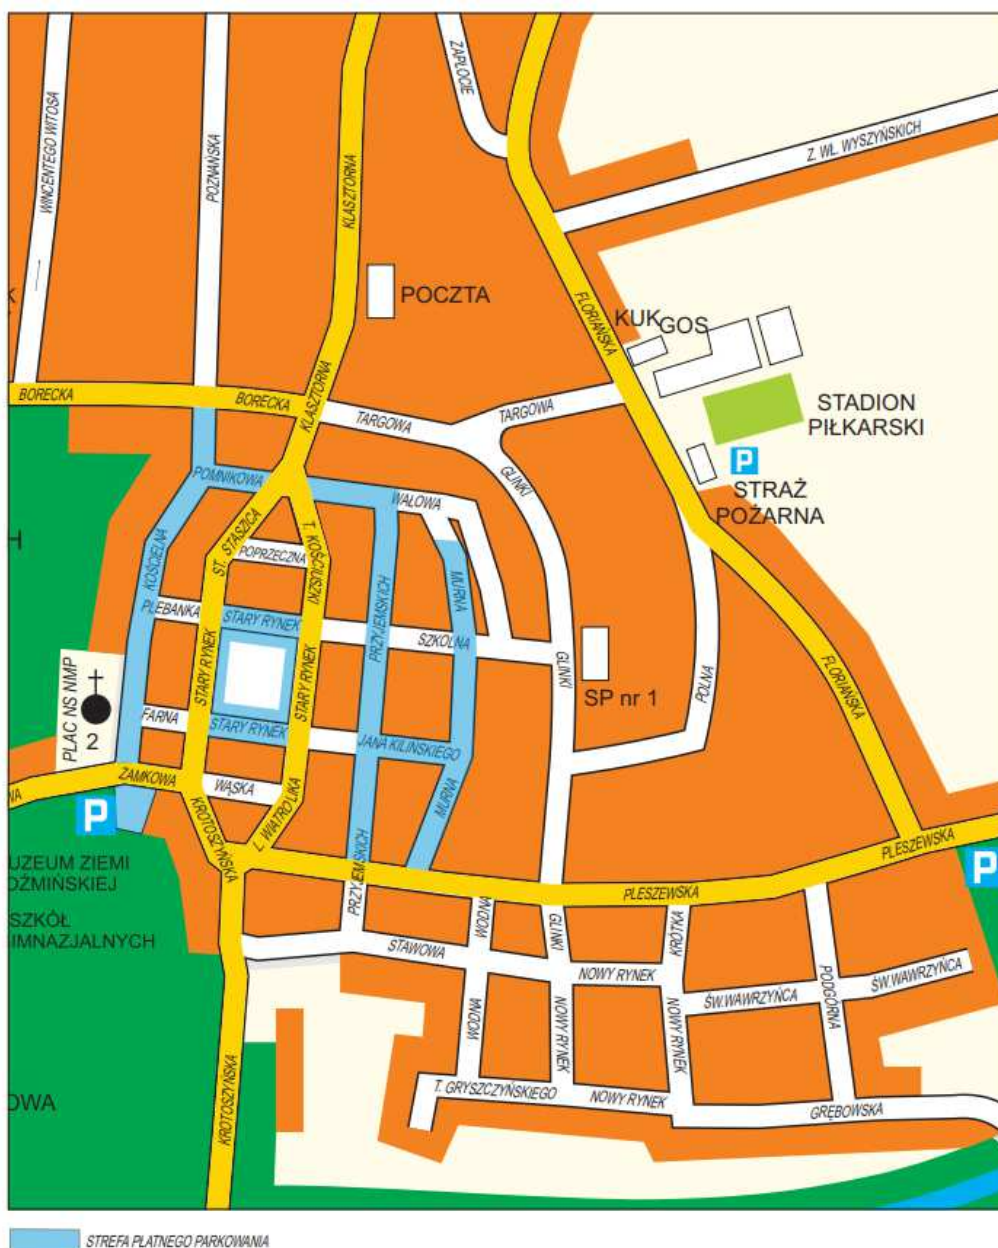 ZAPŁOCIE
WINCENTEGO WITOSA
POZNAŃSKA
KLASZTORNA
Z. WŁ. WYSZYŃSKICH
POCZTA
FLORIAŃSKA
KUK
GOS
K
BORECKA
BORECKA
KLASZTORNA
TARGOWA
TARGOWA
STADION
PIŁKARSKI
P
STRAŻ
POŻARNA
GLINKI
POMNIKOWA
WAŁOWA
H
ST. STASZICA
T. KOŚCIUSZKI
POPRZECZNA
KOŚCIELNA
MURNA
PRZYJEMSKICH
PLEBANKA
STARY RYNEK
SZKOLNA
STARY RYNEK
STARY RYNEK
GLINKI
SP nr 1
POLNA
FLORIAŃSKA
PLAC NS NMP
2
FARNA
STARY RYNEK
JANA KILIŃSKIEGO
NA
ZAMKOWA
WĄSKA
MURNA
P
KROTOSZYŃSKA
L. WIATROLIKA
PLESZEWSKA
P
UZEUM ZIEMI
OŹMIŃSKIEJ
PRZYJEMSKICH
PLESZEWSKA
SZKÓŁ
IMNAZJALNYCH
STAWOWA
WODNA
GLINKI
KRÓTKA
NOWY RYNEK
ŚW.WAWRZYŃCA
ŚW.WAWRZYŃCA
PODGÓRNA
WODNA
NOWY RYNEK
NOWY RYNEK
OWA
KROTOSZYŃSKA
T. GRYSZCZYŃSKIEGO
NOWY RYNEK
GRĘBOWSKA
STREFA PŁATNEGO PARKOWANIA